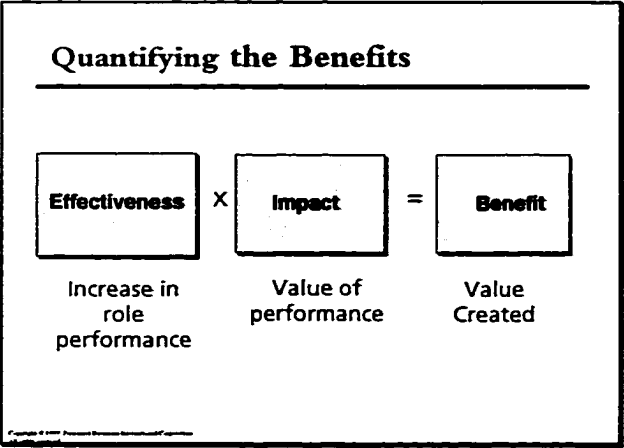 Quantifying the Benefits
Effectiveness x Impact = Benefit
Increase in role performance
Value of performance
Value Created